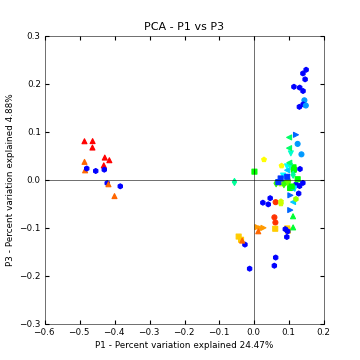 PCA - P1 vs P3
0.3
0.2
0.1
0.0
−0.1
−0.2
−0.3
P3 - Percent variation explained 4.88%
−0.6 −0.5 −0.4 −0.3 −0.2 −0.1 0.0 0.1 0.2
P1 - Percent variation explained 24.47%